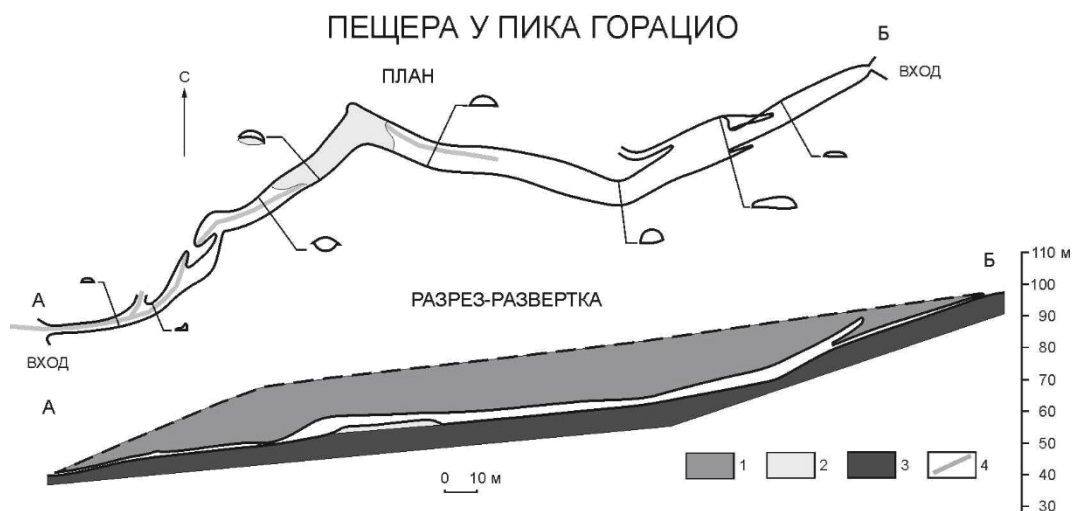 ПЕЩЕРА У ПИКА ГОРАЦИО
Б
ВХОД
ПЛАН
С
А
ВХОД
РАЗРЕЗ-РАЗВЕРТКА
А
Б
110 м
100
90
80
70
60
50
40
30
0 10 м
1
2
3
4